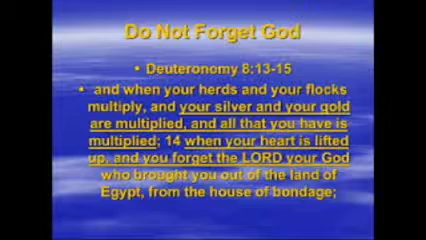 Do Not Forget God
• Deuteronomy 8:13-15
• and when your herds and your flocks
multiply, and your silver and your gold
are multiplied, and all that you have is
multiplied; 14 when your heart is lifted
up, and you forget the LORD your God
who brought you out of the land of
Egypt, from the house of bondage;